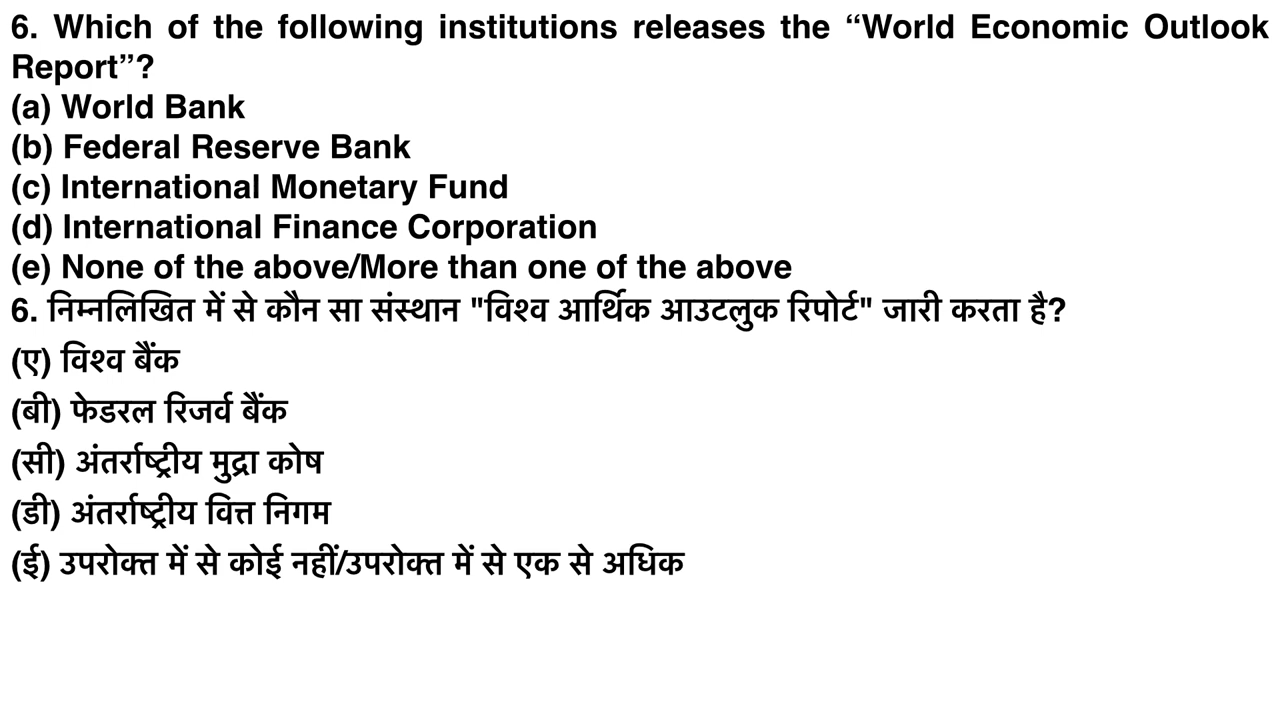 6. Which of the following institutions releases the “World Economic Outlook
Report”?
(a) World Bank
(b) Federal Reserve Bank
(c) International Monetary Fund
(d) International Finance Corporation
(e) None of the above/More than one of the above
6. निम्नलिखित में से कौन सा संस्थान "विश्व आर्थिक आउटलुक रिपोर्ट" जारी करता है?
(ए) विश्व बैंक
(बी) फेडरल रिजर्व बैंक
(सी) अंतर्राष्ट्रीय मुद्रा कोष
(डी) अंतर्राष्ट्रीय वित्त निगम
(ई) उपरोक्त में से कोई नहीं/उपरोक्त में से एक से अधिक